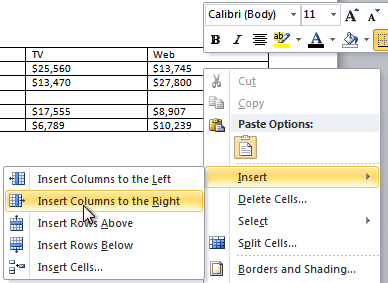 Calibri (Body) 11 A A
B I U ab A
TV Web
$25,560 $13,745
$13,470 $27,800
$17,555 $8,907
$6,789 $10,239
Cut
Copy
Paste Options:
Insert
Delete Cells...
Select
Split Cells...
Borders and Shading...
Insert Columns to the Left
Insert Columns to the Right
Insert Rows Above
Insert Rows Below
Insert Cells...